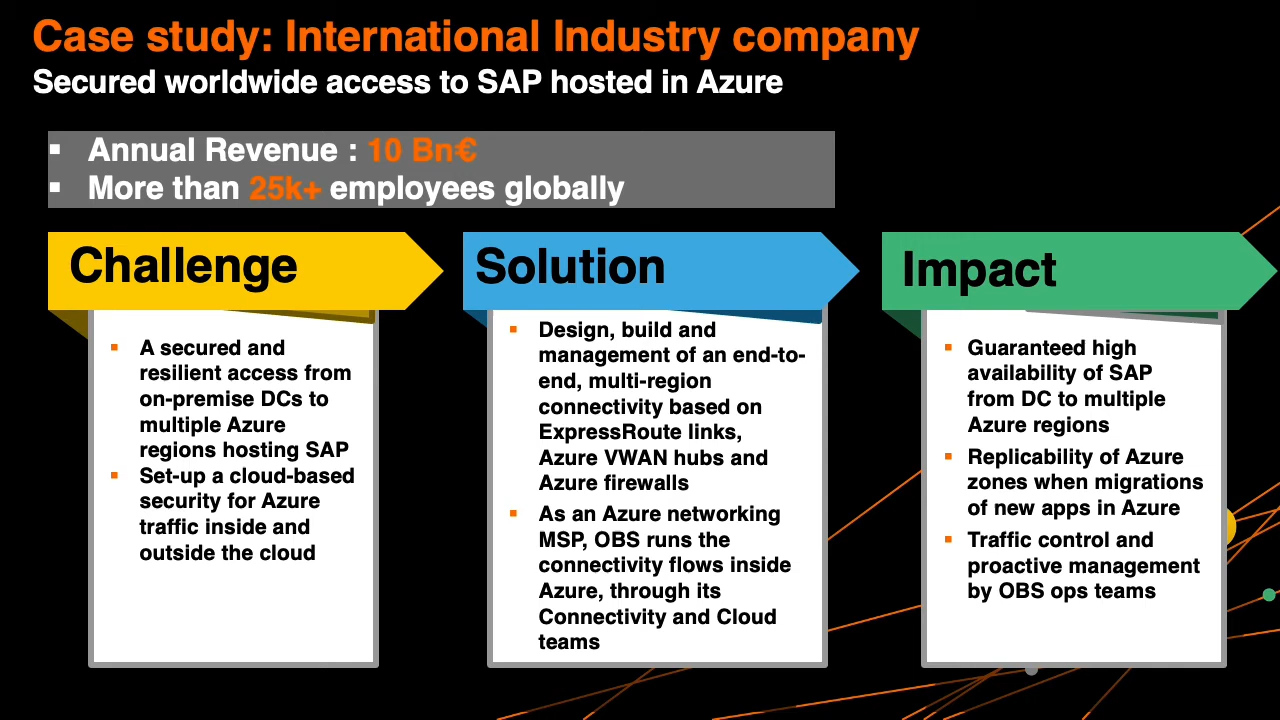 Case study: International Industry company
Secured worldwide access to SAP hosted in Azure
▪ Annual Revenue : 10 Bn€
▪ More than 25k+ employees globally
Challenge
▪ A secured and
resilient access from
on-premise DCs to
multiple Azure
regions hosting SAP
▪ Set-up a cloud-based
security for Azure
traffic inside and
outside the cloud
Solution
▪ Design, build and
management of an end-to-
end, multi-region
connectivity based on
ExpressRoute links,
Azure VWAN hubs and
Azure firewalls
▪ As an Azure networking
MSP, OBS runs the
connectivity flows inside
Azure, through its
Connectivity and Cloud
teams
Impact
▪ Guaranteed high
availability of SAP
from DC to multiple
Azure regions
▪ Replicability of Azure
zones when migrations
of new apps in Azure
▪ Traffic control and
proactive management
by OBS ops teams